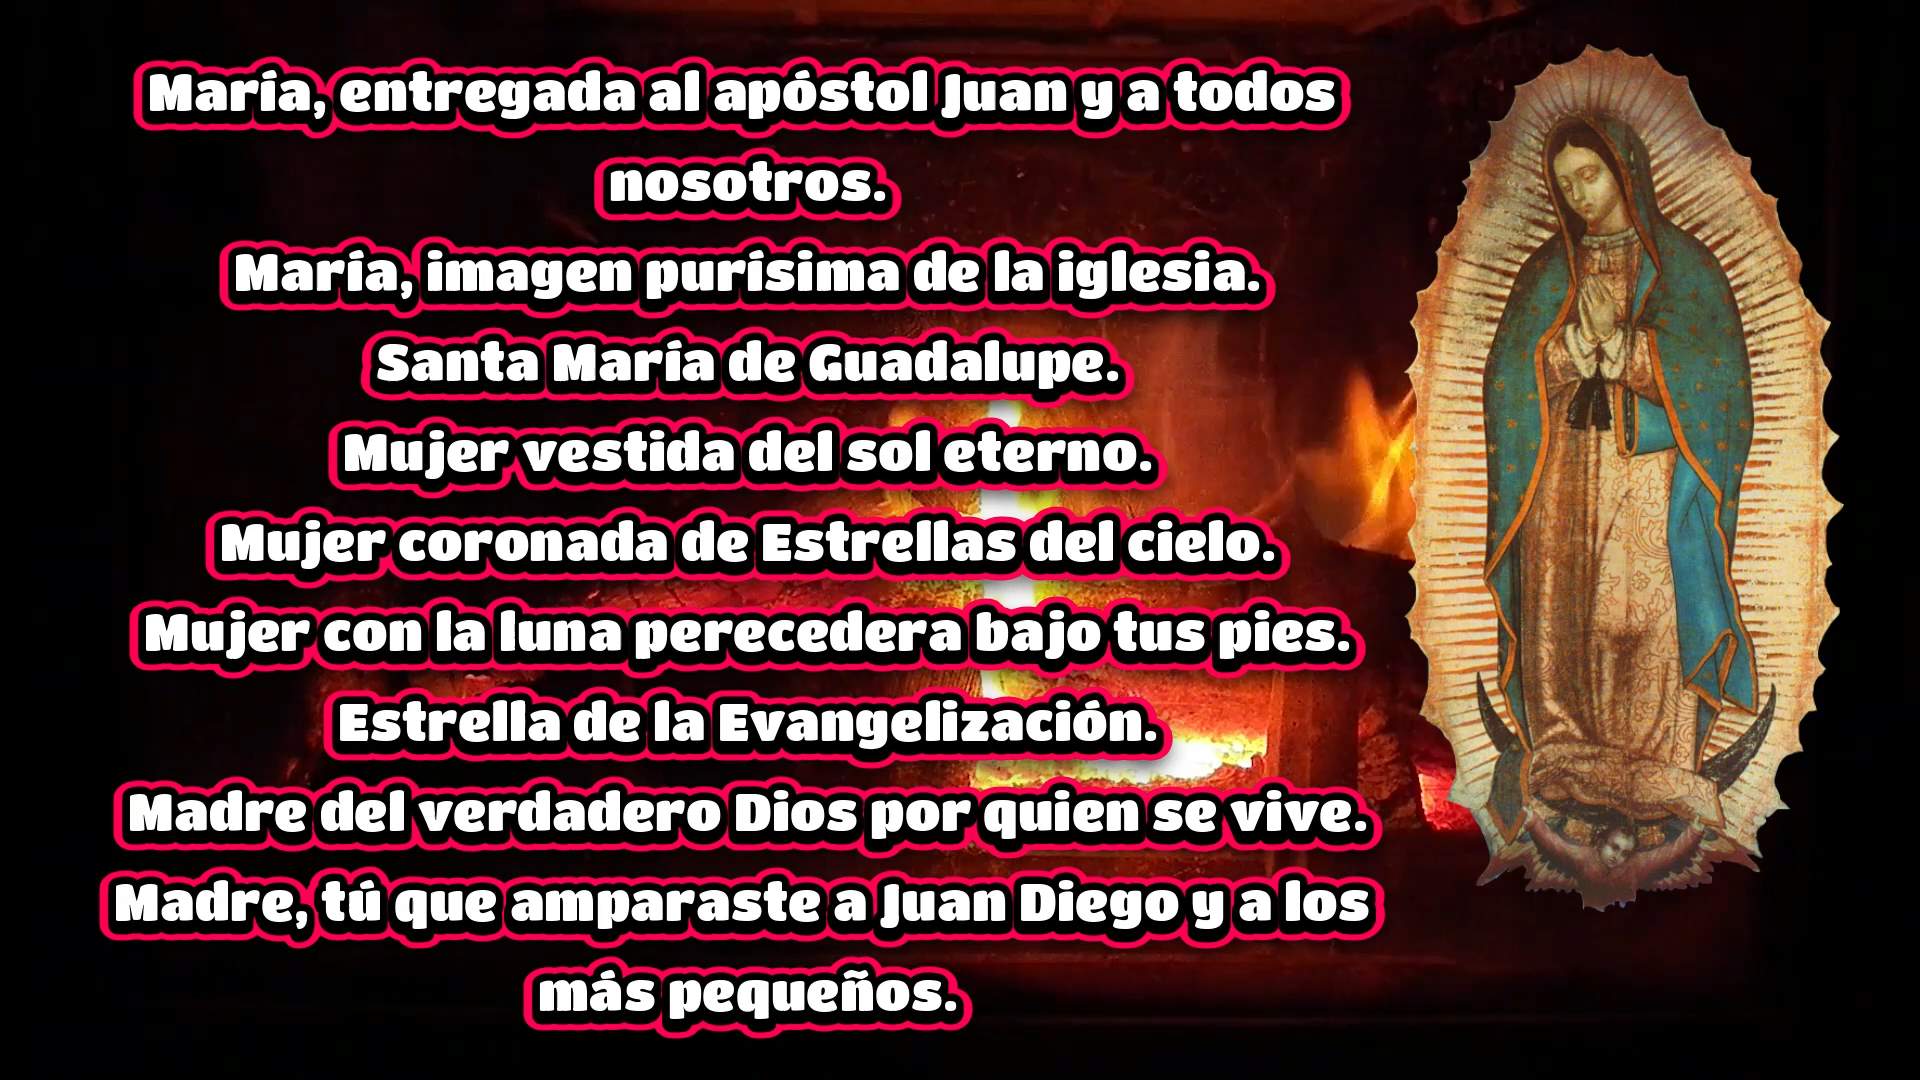 María, entregada al apóstol Juan y a todos
nosotros.
María, imagen purísima de la iglesia.
Santa María de Guadalupe.
Mujer vestida del sol eterno.
Mujer coronada de Estrellas del cielo.
Mujer con la luna perecedera bajo tus pies.
Estrella de la Evangelización.
Madre del verdadero Dios por quien se vive.
Madre, tú que amparaste a Juan Diego y a los
más pequeños.